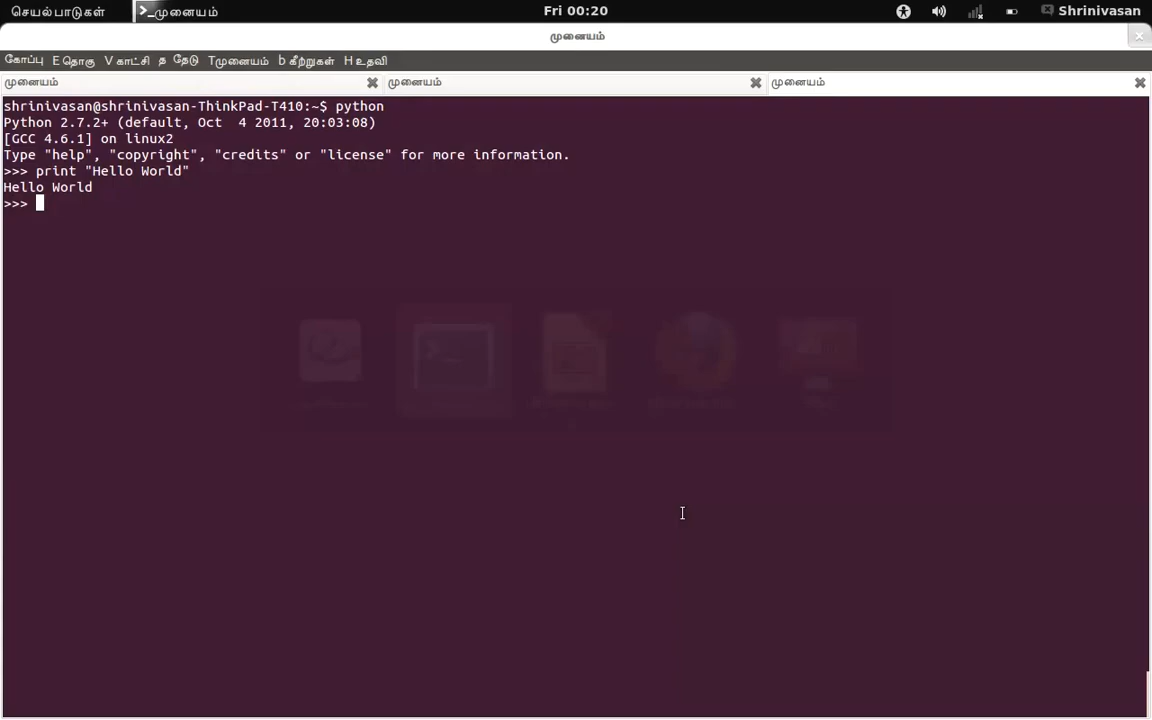 செயல்பாடுகள் >_முனையம் Fri 00:20 Shrinivasan
முனையம்
கோப்பு E தொகு V காட்சி த தேடு Tமுனையம் b கீற்றுகள் H உதவி
முனையம் முனையம் முனையம்
shrinivasan@shrinivasan-ThinkPad-T410:~$ python
Python 2.7.2+ (default, Oct  4 2011, 20:03:08)
[GCC 4.6.1] on linux2
Type "help", "copyright", "credits" or "license" for more information.
>>> print "Hello World"
Hello World
>>>